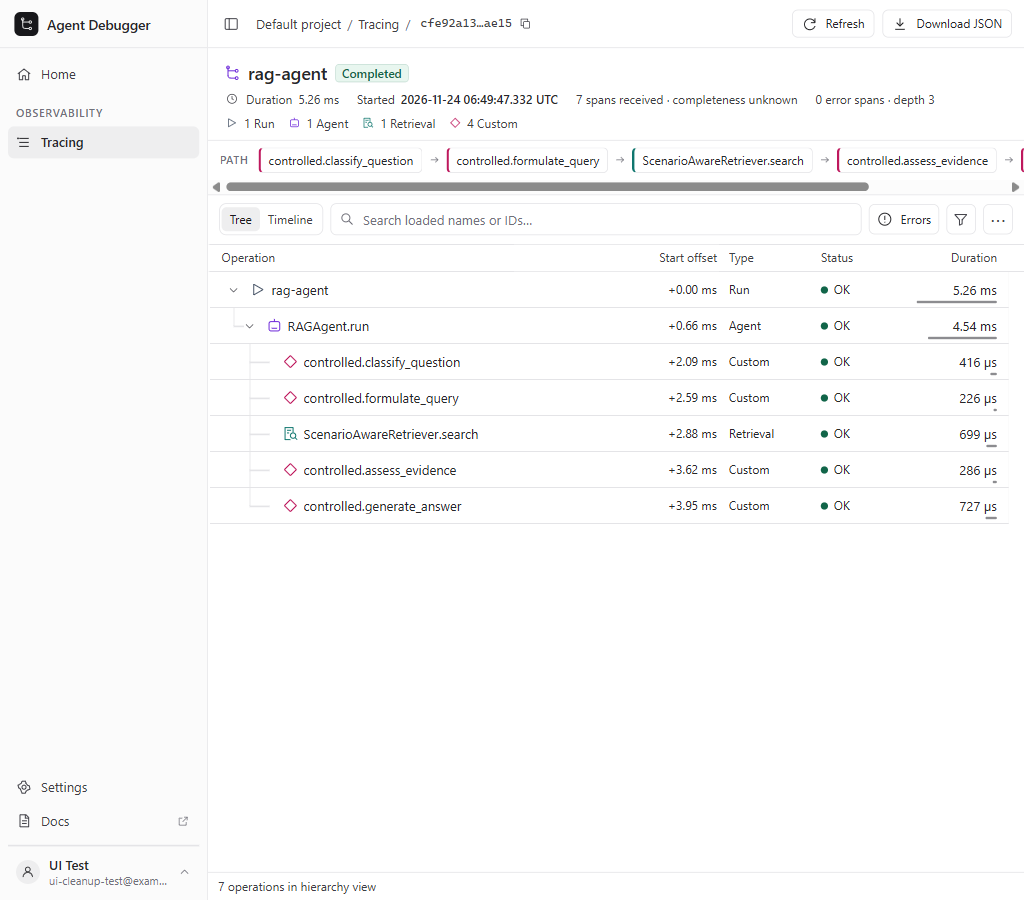 Agent Debugger
Default project / Tracing / cfe92a13…ae15
Refresh
Download JSON
Home
OBSERVABILITY
Tracing
rag-agent Completed
Duration 5.26 ms Started 2026-11-24 06:49:47.332 UTC 7 spans received · completeness unknown 0 error spans · depth 3
1 Run 1 Agent 1 Retrieval 4 Custom
PATH controlled.classify_question → controlled.formulate_query → ScenarioAwareRetriever.search → controlled.assess_evidence →
Tree Timeline Search loaded names or IDs… Errors ...
Operation Start offset Type Status Duration
rag-agent +0.00 ms Run OK 5.26 ms
RAGAgent.run +0.66 ms Agent OK 4.54 ms
controlled.classify_question +2.09 ms Custom OK 416 µs
controlled.formulate_query +2.59 ms Custom OK 226 µs
ScenarioAwareRetriever.search +2.88 ms Retrieval OK 699 µs
controlled.assess_evidence +3.62 ms Custom OK 286 µs
controlled.generate_answer +3.95 ms Custom OK 727 µs
Settings
Docs
UI Test
ui-cleanup-test@exam...
7 operations in hierarchy view